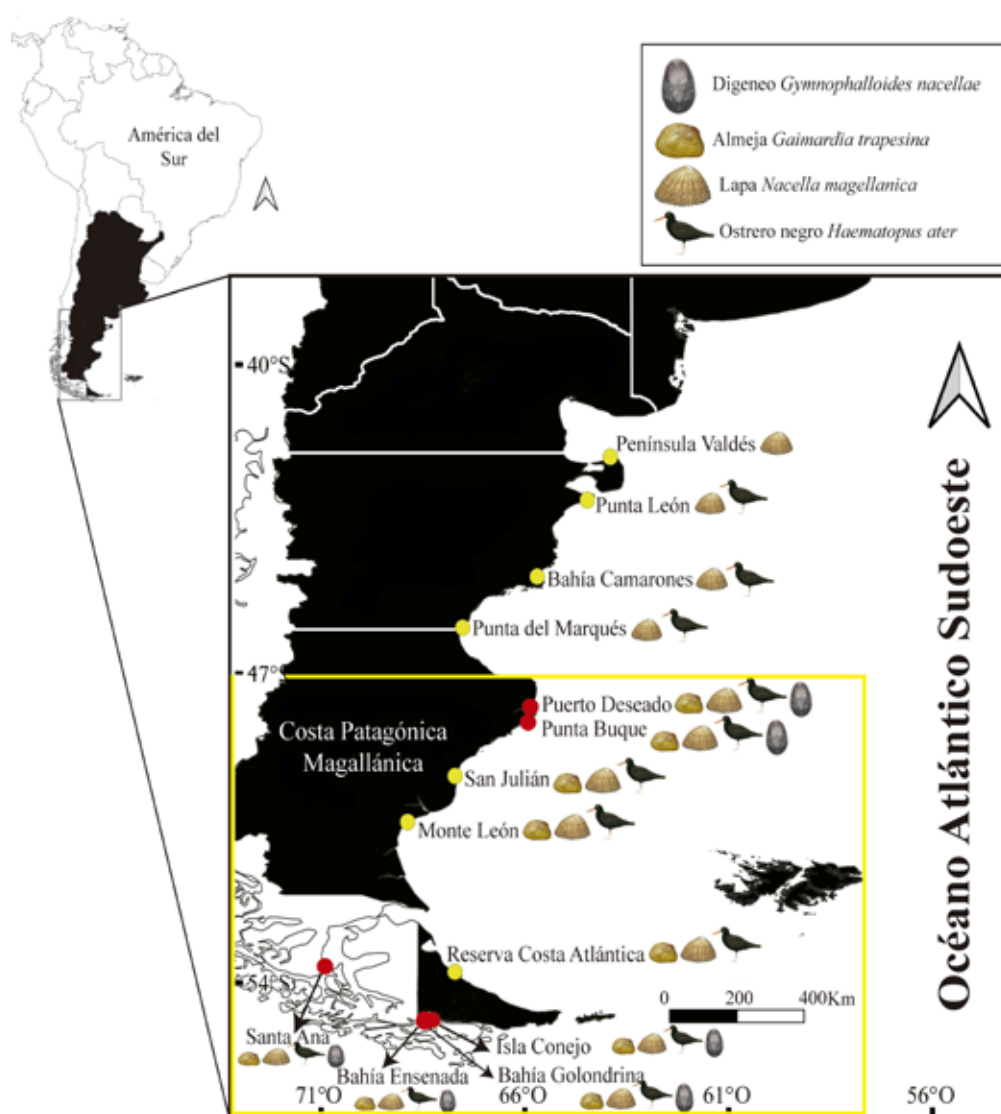 América del
Sur
Digeneo Gymnophalloides nacellae
Almeja Gaimardia trapesina
Lapa Nacella magellanica
Ostrero negro Haematopus ater
40°S
Península Valdés
Punta León
Bahía Camarones
Punta del Marqués
47°S
Costa Patagónica
Magallánica
Puerto Deseado
Punta Buque
San Julián
Monte León
Reserva Costa Atlántica
54°S
0 200 400Km
Santa Ana
Isla Conejo
Bahía Ensenada
Bahía Golondrina
71°O 66°O 61°O 56°O
Océano Atlántico Sudoeste